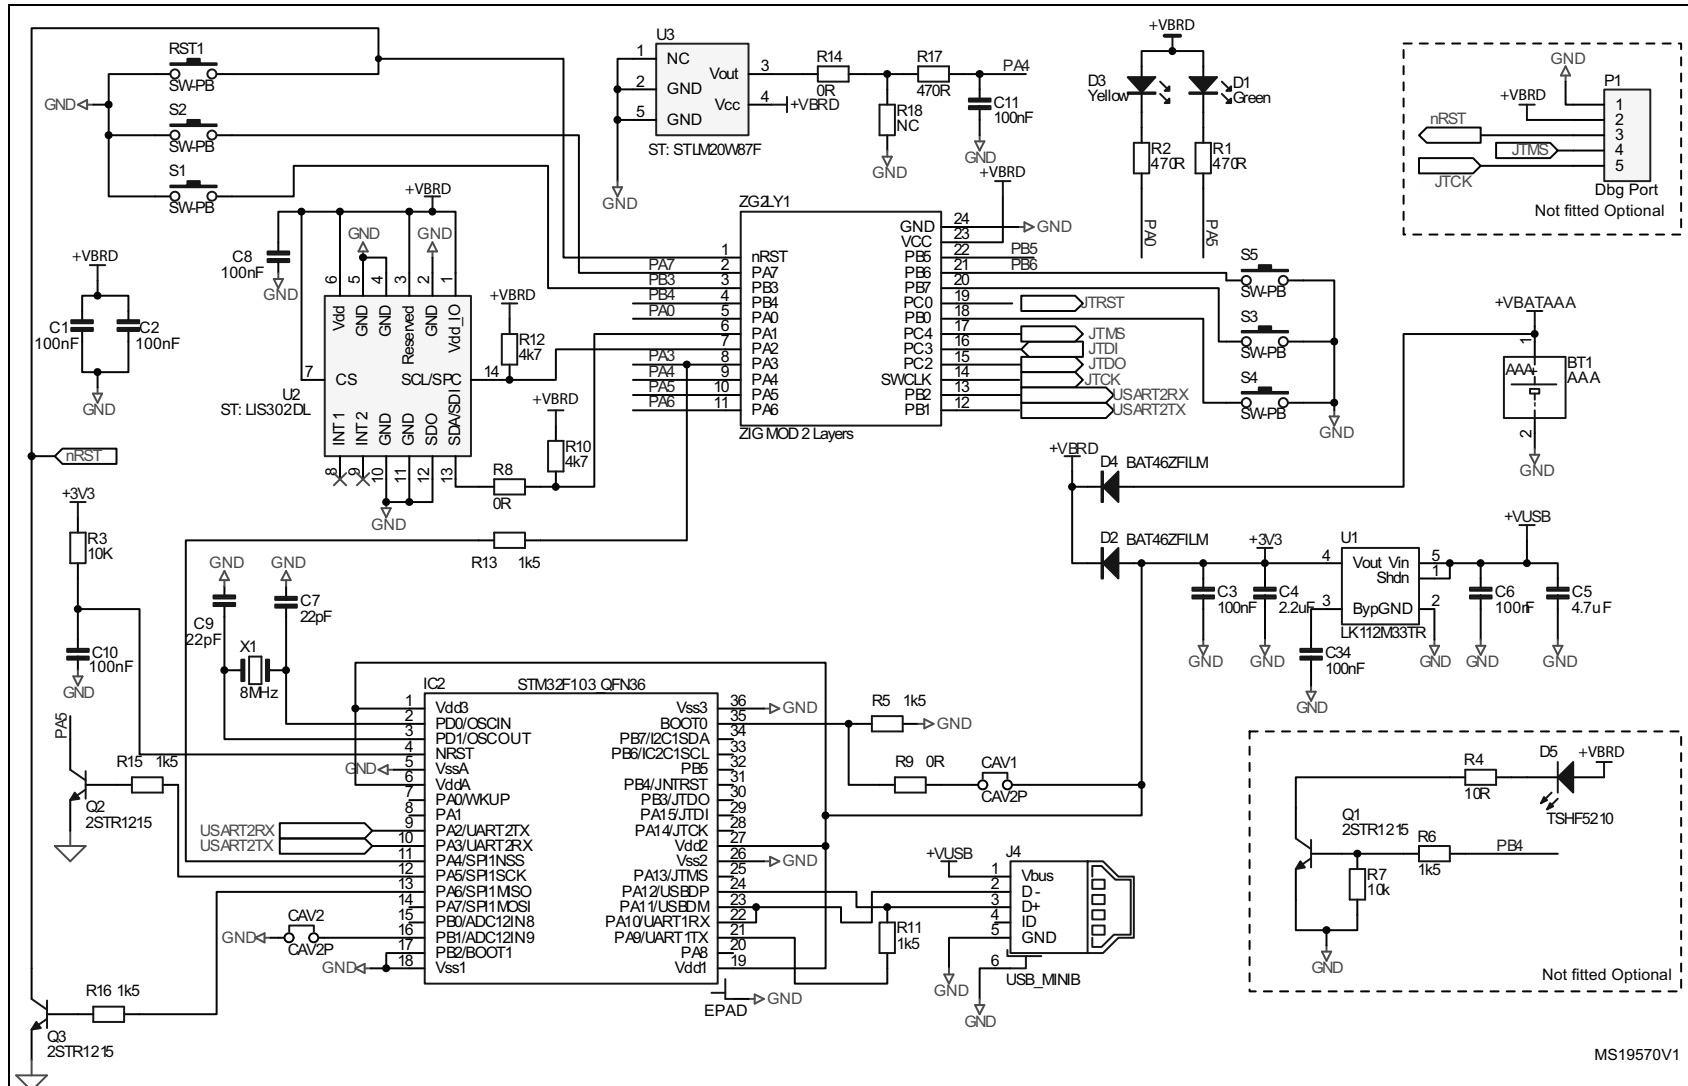 RST1
SW-PB
GND
S2
SW-PB
S1
SW-PB
U3
1
NC
2
GND
5
GND
Vout
3
Vcc
4
+VBRD
ST: STLM20W87F
GND
R14
0R
R17
470R
PA4
R18
NC
GND
C11
100nF
GND
+VBRD
+VBRD
D3
Yellow
D1
Green
R2
470R
R1
470R
PA0
PA5
GND
P1
+VBRD
nRST
JTMS
JTCK
1
2
3
4
5
Dbg Port
Not fitted Optional
+VBRD
C8
100nF
GND
GND
GND
6
5
4
3
2
1
Vdd
GND
GND
Reserved
GND
Vdd_IO
7
CS
SCL/SPC
14
U2
ST: LIS302DL
INT 1
INT 2
GND
GND
SDO
SDA/SDI
8
9
10
11
12
13
GND
+VBRD
R12
4k7
+VBRD
R10
4k7
R8
0R
+VBRD
C1
100nF
C2
100nF
GND
ZG2LY1
PA7
PB3
PB4
PA0
PA3
PA4
PA5
PA6
1
2
3
4
5
6
7
8
9
10
11
nRST
PA7
PB3
PB4
PA0
PA1
PA2
PA3
PA4
PA5
PA6
GND
VCC
PB5
PB6
PB7
PC0
PB0
PC4
PC3
PC2
SWCLK
PB2
PB1
24
23
22
21
20
19
18
17
16
15
14
13
12
GND
PB5
PB6
JTRST
JTMS
JTDI
JTDO
JTCK
USART2RX
USART2TX
ZIG MOD 2 Layers
S5
SW-PB
S3
SW-PB
S4
SW-PB
GND
+VBATAAA
1
BT1
AAA
AAA
2
GND
nRST
+3V3
R3
10K
C10
100nF
GND
R13
1k5
GND
GND
C9
22pF
C7
22pF
X1
8MHz
+VBRD
D4
BAT46ZFILM
D2
BAT46ZFILM
+3V3
C3
100nF
GND
C4
2.2uF
GND
U1
4
Vout
Vin
5
Shdn
1
3
Byp
GND
2
LK112M33TR
C34
100nF
GND
GND
+VUSB
C6
100nF
GND
C5
4.7uF
GND
IC2
STM32F103_QFN36
1
Vdd3
2
PD0/OSCIN
3
PD1/OSCOUT
4
NRST
GND
5
VssA
6
VddA
7
PA0/WKUP
8
PA1
USART2RX
9
PA2/UART2TX
USART2TX
10
PA3/UART2RX
11
PA4/SPI1NSS
12
PA5/SPI1SCK
13
PA6/SPI1MISO
14
PA7/SPI1MOSI
15
PB0/ADC12IN8
16
PB1/ADC12IN9
17
PB2/BOOT1
GND
18
Vss1
Vss3
36
GND
BOOT0
35
PB7/I2C1SDA
34
PB6/IC2C1SCL
33
PB5
32
PB4/JNTRST
31
PB3/JTDO
30
PA15/JTDI
29
PA14/JTCK
28
Vdd2
27
Vss2
26
GND
PA13/JTMS
25
PA12/USBDP
24
PA11/USBDM
23
PA10/UART1RX
22
PA9/UART1TX
21
PA8
20
Vdd1
19
EPAD
GND
PA5
R15
1k5
Q2
2STR1215
CAV2
GND
CAV2P
R16
1k5
Q3
2STR1215
R5
1k5
GND
R9
0R
CAV1
CAV2P
+VUSB
J4
1
Vbus
2
D-
3
D+
4
ID
5
GND
6
USB_MINIB
GND
GND
R11
1k5
R4
10R
D5
+VBRD
TSHF5210
Q1
2STR1215
R6
1k5
PB4
R7
10k
GND
Not fitted Optional
MS19570V1